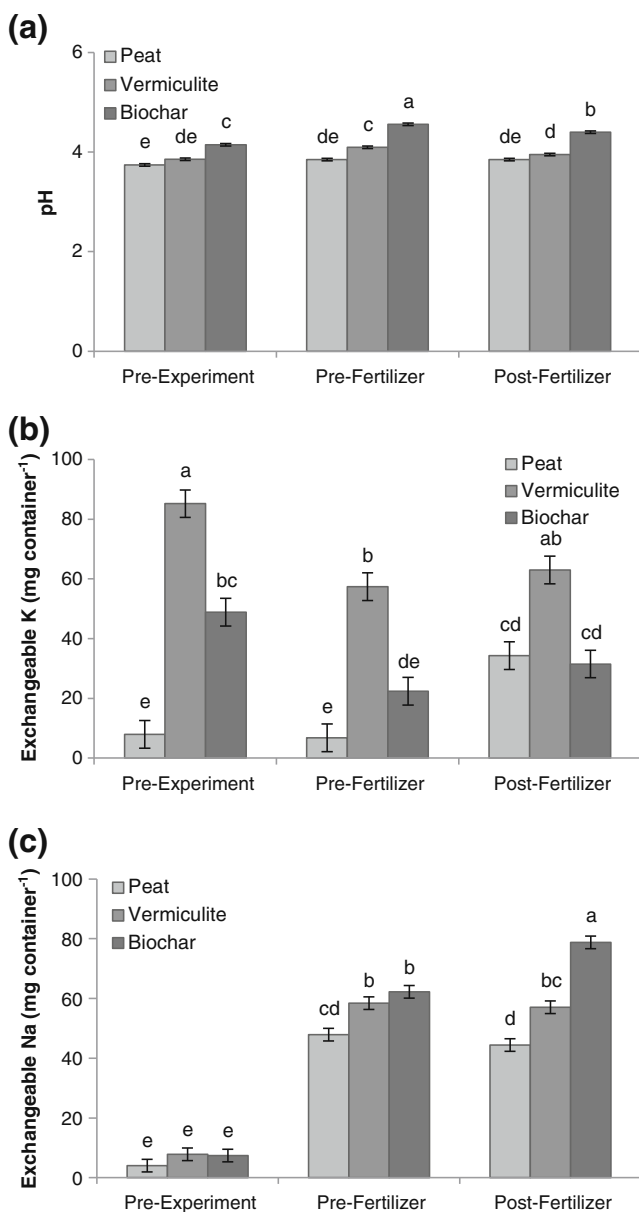 (a)
6
4
2
0
pH
Peat
Vermiculite
Biochar
e de c
de c a
de d b
Pre-Experiment Pre-Fertilizer Post-Fertilizer
(b)
100
80
60
40
20
0
Exchangeable K (mg container⁻¹)
Peat
Vermiculite
Biochar
e a bc
e b de
cd ab cd
Pre-Experiment Pre-Fertilizer Post-Fertilizer
(c)
100
80
60
40
20
0
Exchangeable Na (mg container⁻¹)
Peat
Vermiculite
Biochar
e e e
cd b b
d bc a
Pre-Experiment Pre-Fertilizer Post-Fertilizer